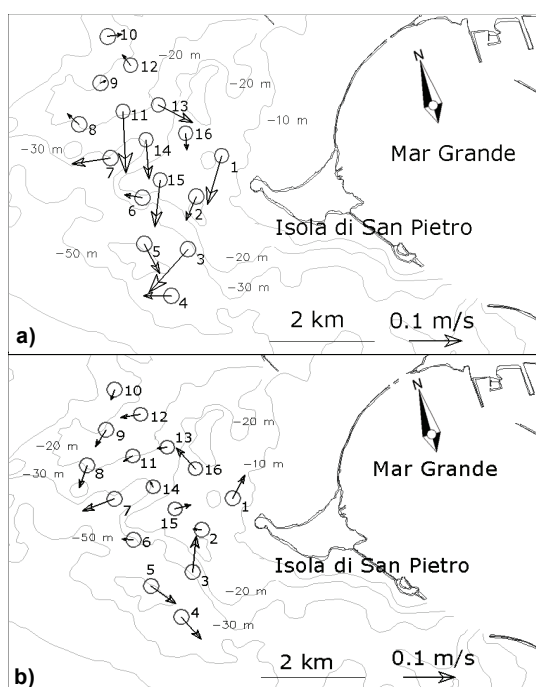 10
-20 m
12
9
N
13
-10 m
11
8
16
Mar Grande
14
-30 m
7
1
15
6
2
Isola di San Pietro
-50 m
5
3
-20 m
-30 m
4
2 km
0.1 m/s
a)
10
N
12
-20 m
9
13
-20 m
11
-10 m
Mar Grande
8
16
-30 m
14
7
1
15
2
-50 m
6
Isola di San Pietro
5
3
-20 m
4
-30 m
2 km
0.1 m/s
b)